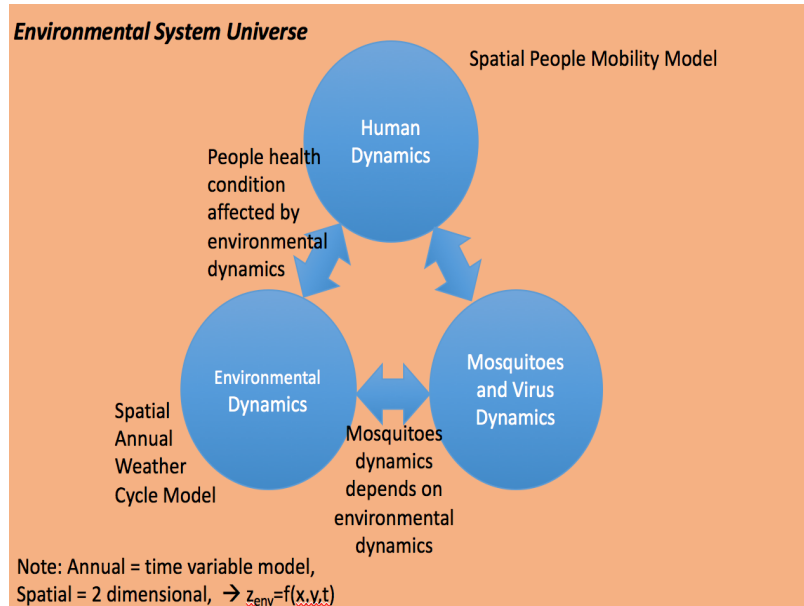 Environmental System Universe
Spatial People Mobility Model
Human
Dynamics
People health
condition
affected by
environmental
dynamics
Environmental
Dynamics
Mosquitoes
and Virus
Dynamics
Spatial
Annual
Weather
Cycle Model
Mosquitoes
dynamics
depends on
environmental
dynamics
Note: Annual = time variable model,
Spatial = 2 dimensional, → zenv=f(x.y,t)